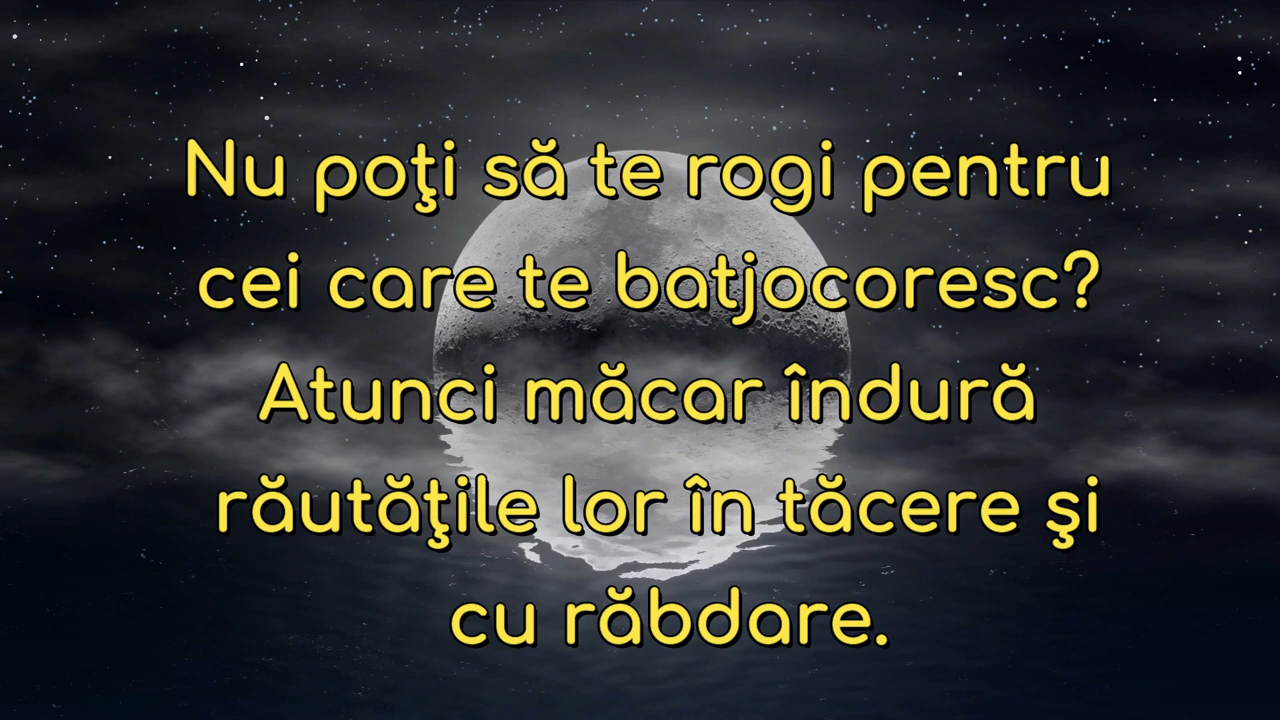 Nu poţi să te rogi pentru
cei care te batjocoresc?
Atunci măcar îndură
răutăţile lor în tăcere şi
cu răbdare.